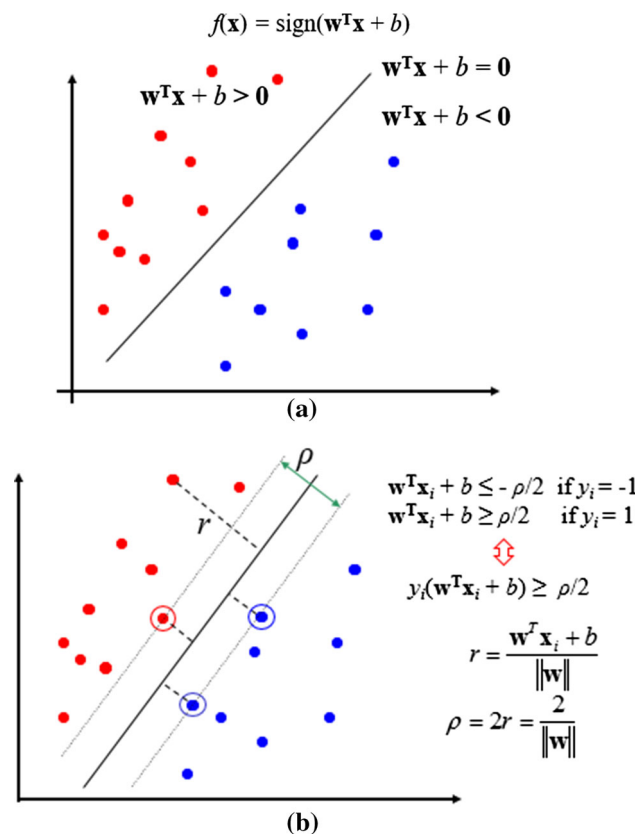 f(x) = sign(wᵀx + b)
wᵀx + b = 0
wᵀx + b > 0
wᵀx + b < 0
(a)
ρ
r
wᵀxᵢ + b ≤ - ρ/2 if yᵢ = -1
wᵀxᵢ + b ≥ ρ/2 if yᵢ = 1
yᵢ(wᵀxᵢ + b) ≥ ρ/2
r = (wᵀxᵢ + b) / ‖w‖
ρ = 2r = 2 / ‖w‖
(b)